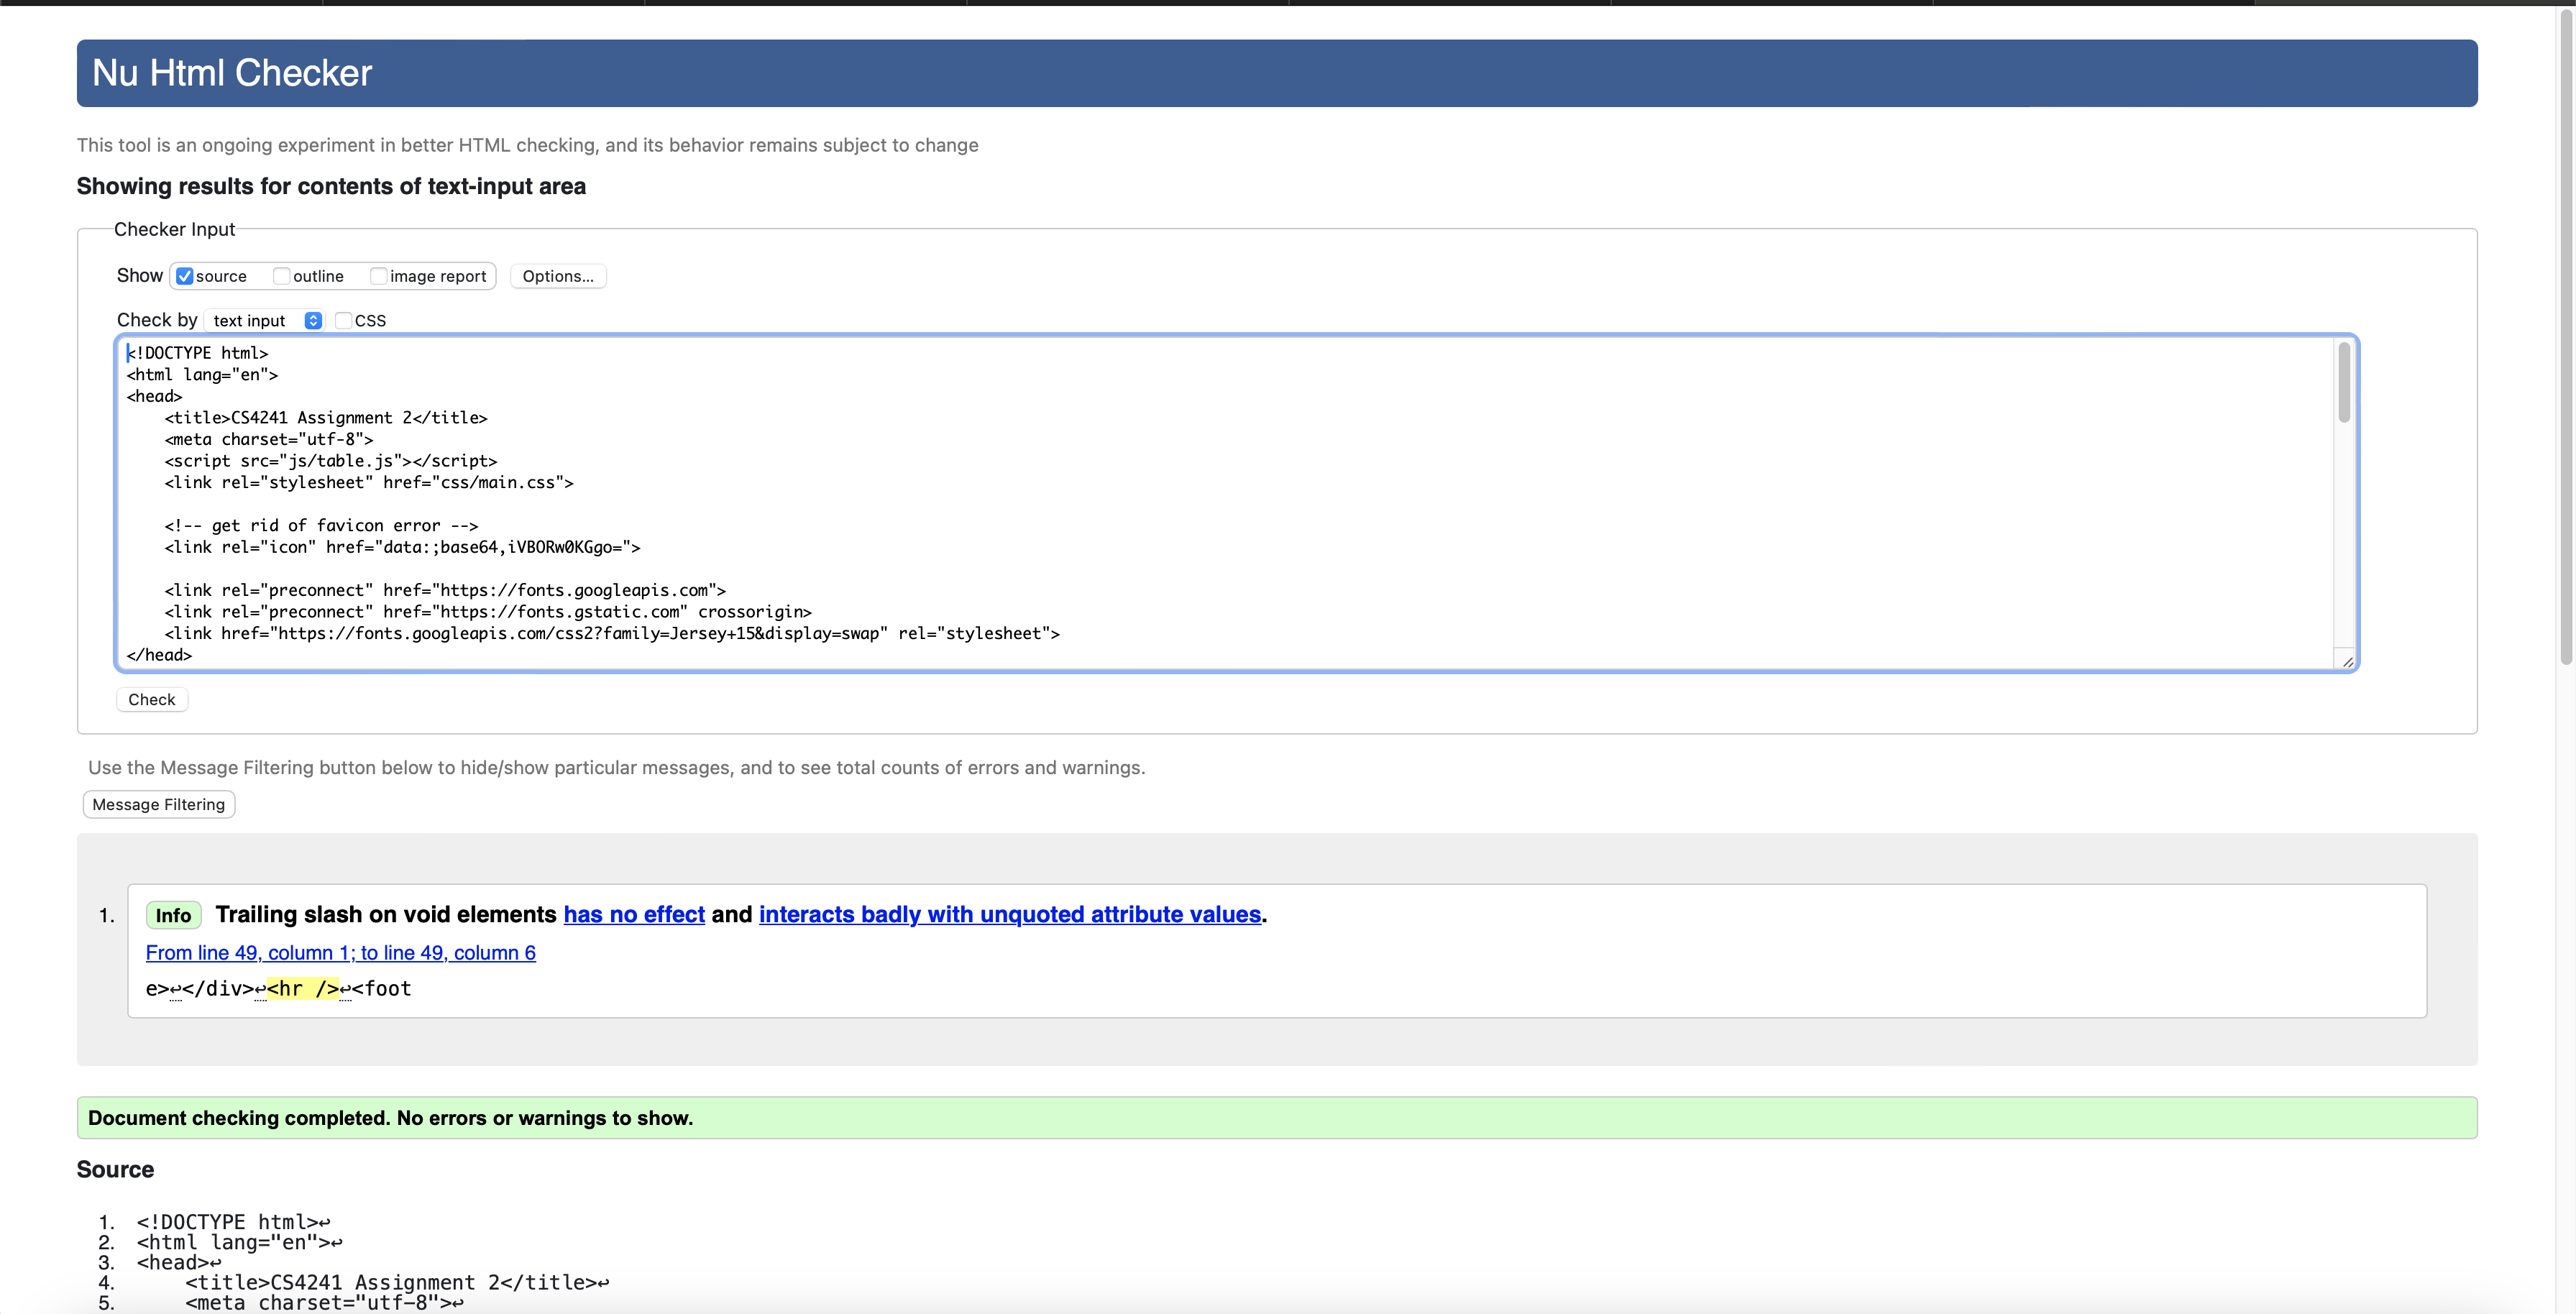 Nu Html Checker
This tool is an ongoing experiment in better HTML checking, and its behavior remains subject to change
Showing results for contents of text-input area
Checker Input
Show source outline image report Options...
Check by text input CSS
<!DOCTYPE html>
<html lang="en">
<head>
    <title>CS4241 Assignment 2</title>
    <meta charset="utf-8">
    <script src="js/table.js"></script>
    <link rel="stylesheet" href="css/main.css">
    <!-- get rid of favicon error -->
    <link rel="icon" href="data:;base64,iVBORw0KGgo=">
    <link rel="preconnect" href="https://fonts.googleapis.com">
    <link rel="preconnect" href="https://fonts.gstatic.com" crossorigin>
    <link href="https://fonts.googleapis.com/css2?family=Jersey+15&display=swap" rel="stylesheet">
</head>
Check
Use the Message Filtering button below to hide/show particular messages, and to see total counts of errors and warnings.
Message Filtering
1. Info Trailing slash on void elements has no effect and interacts badly with unquoted attribute values.
From line 49, column 1; to line 49, column 6
e>↩</div>↩<hr />↩<foot
Document checking completed. No errors or warnings to show.
Source
1. <!DOCTYPE html>↩
2. <html lang="en">↩
3. <head>↩
4.     <title>CS4241 Assignment 2</title>↩
5.     <meta charset="utf-8">↩